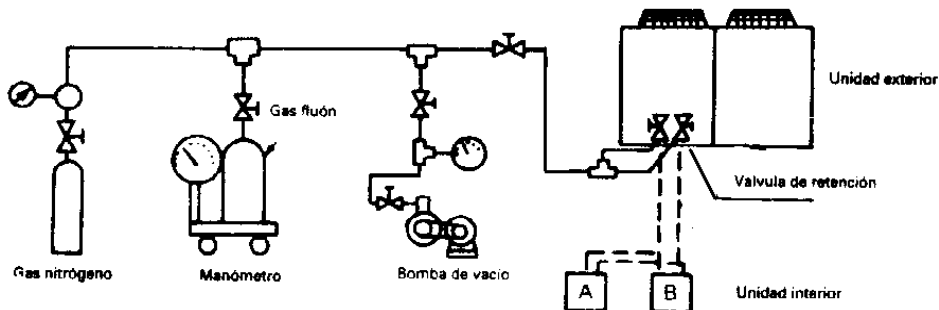 Unidad exterior
Gas fluón
Valvula de retención
Gas nitrógeno
Manómetro
Bomba de vacio
A
B
Unidad interior